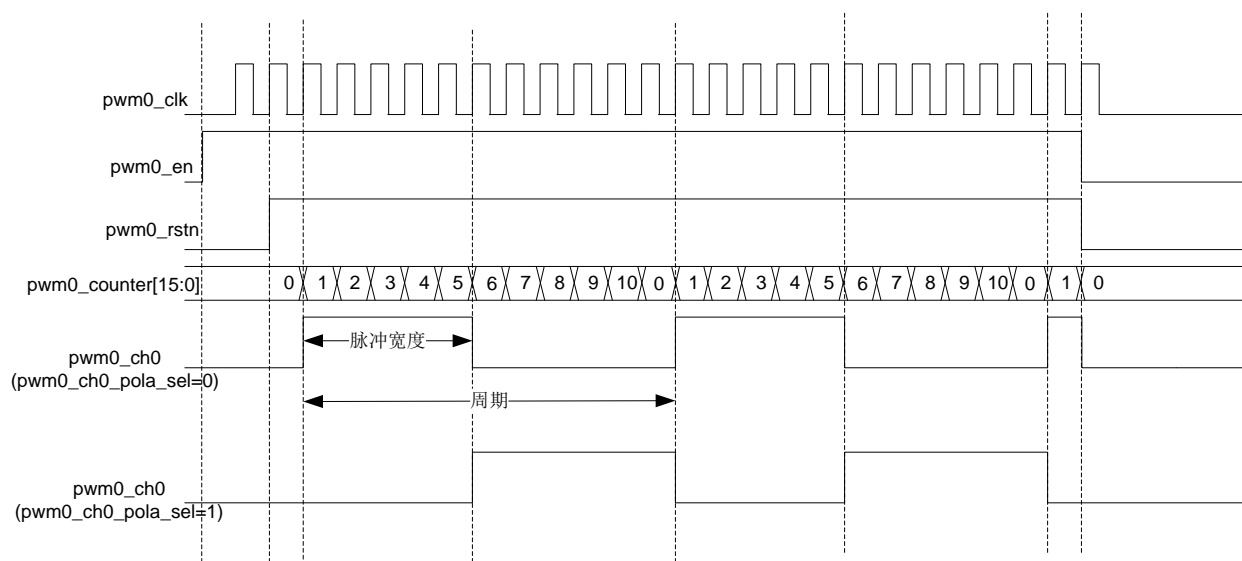 pwm0_clk
pwm0_en
pwm0_rstn
pwm0_counter[15:0] 0 1 2 3 4 5 6 7 8 9 10 0 1 2 3 4 5 6 7 8 9 10 0 1 0
脉冲宽度
pwm0_ch0
(pwm0_ch0_pola_sel=0)
周期
pwm0_ch0
(pwm0_ch0_pola_sel=1)